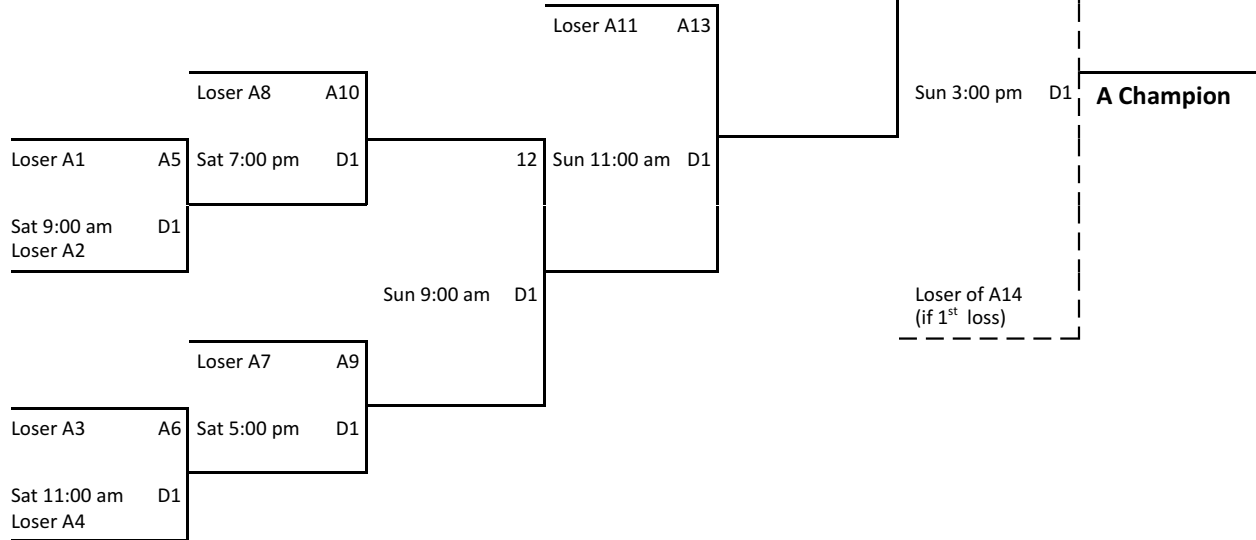 Loser A11 A13
Loser A8 A10
Sun 3:00 pm D1
A Champion
Loser A1 A5
Sat 7:00 pm D1
12
Sun 11:00 am D1
Sat 9:00 am D1
Loser A2
Sun 9:00 am D1
Loser of A14
(if 1st loss)
Loser A7 A9
Loser A3 A6
Sat 5:00 pm D1
Sat 11:00 am D1
Loser A4